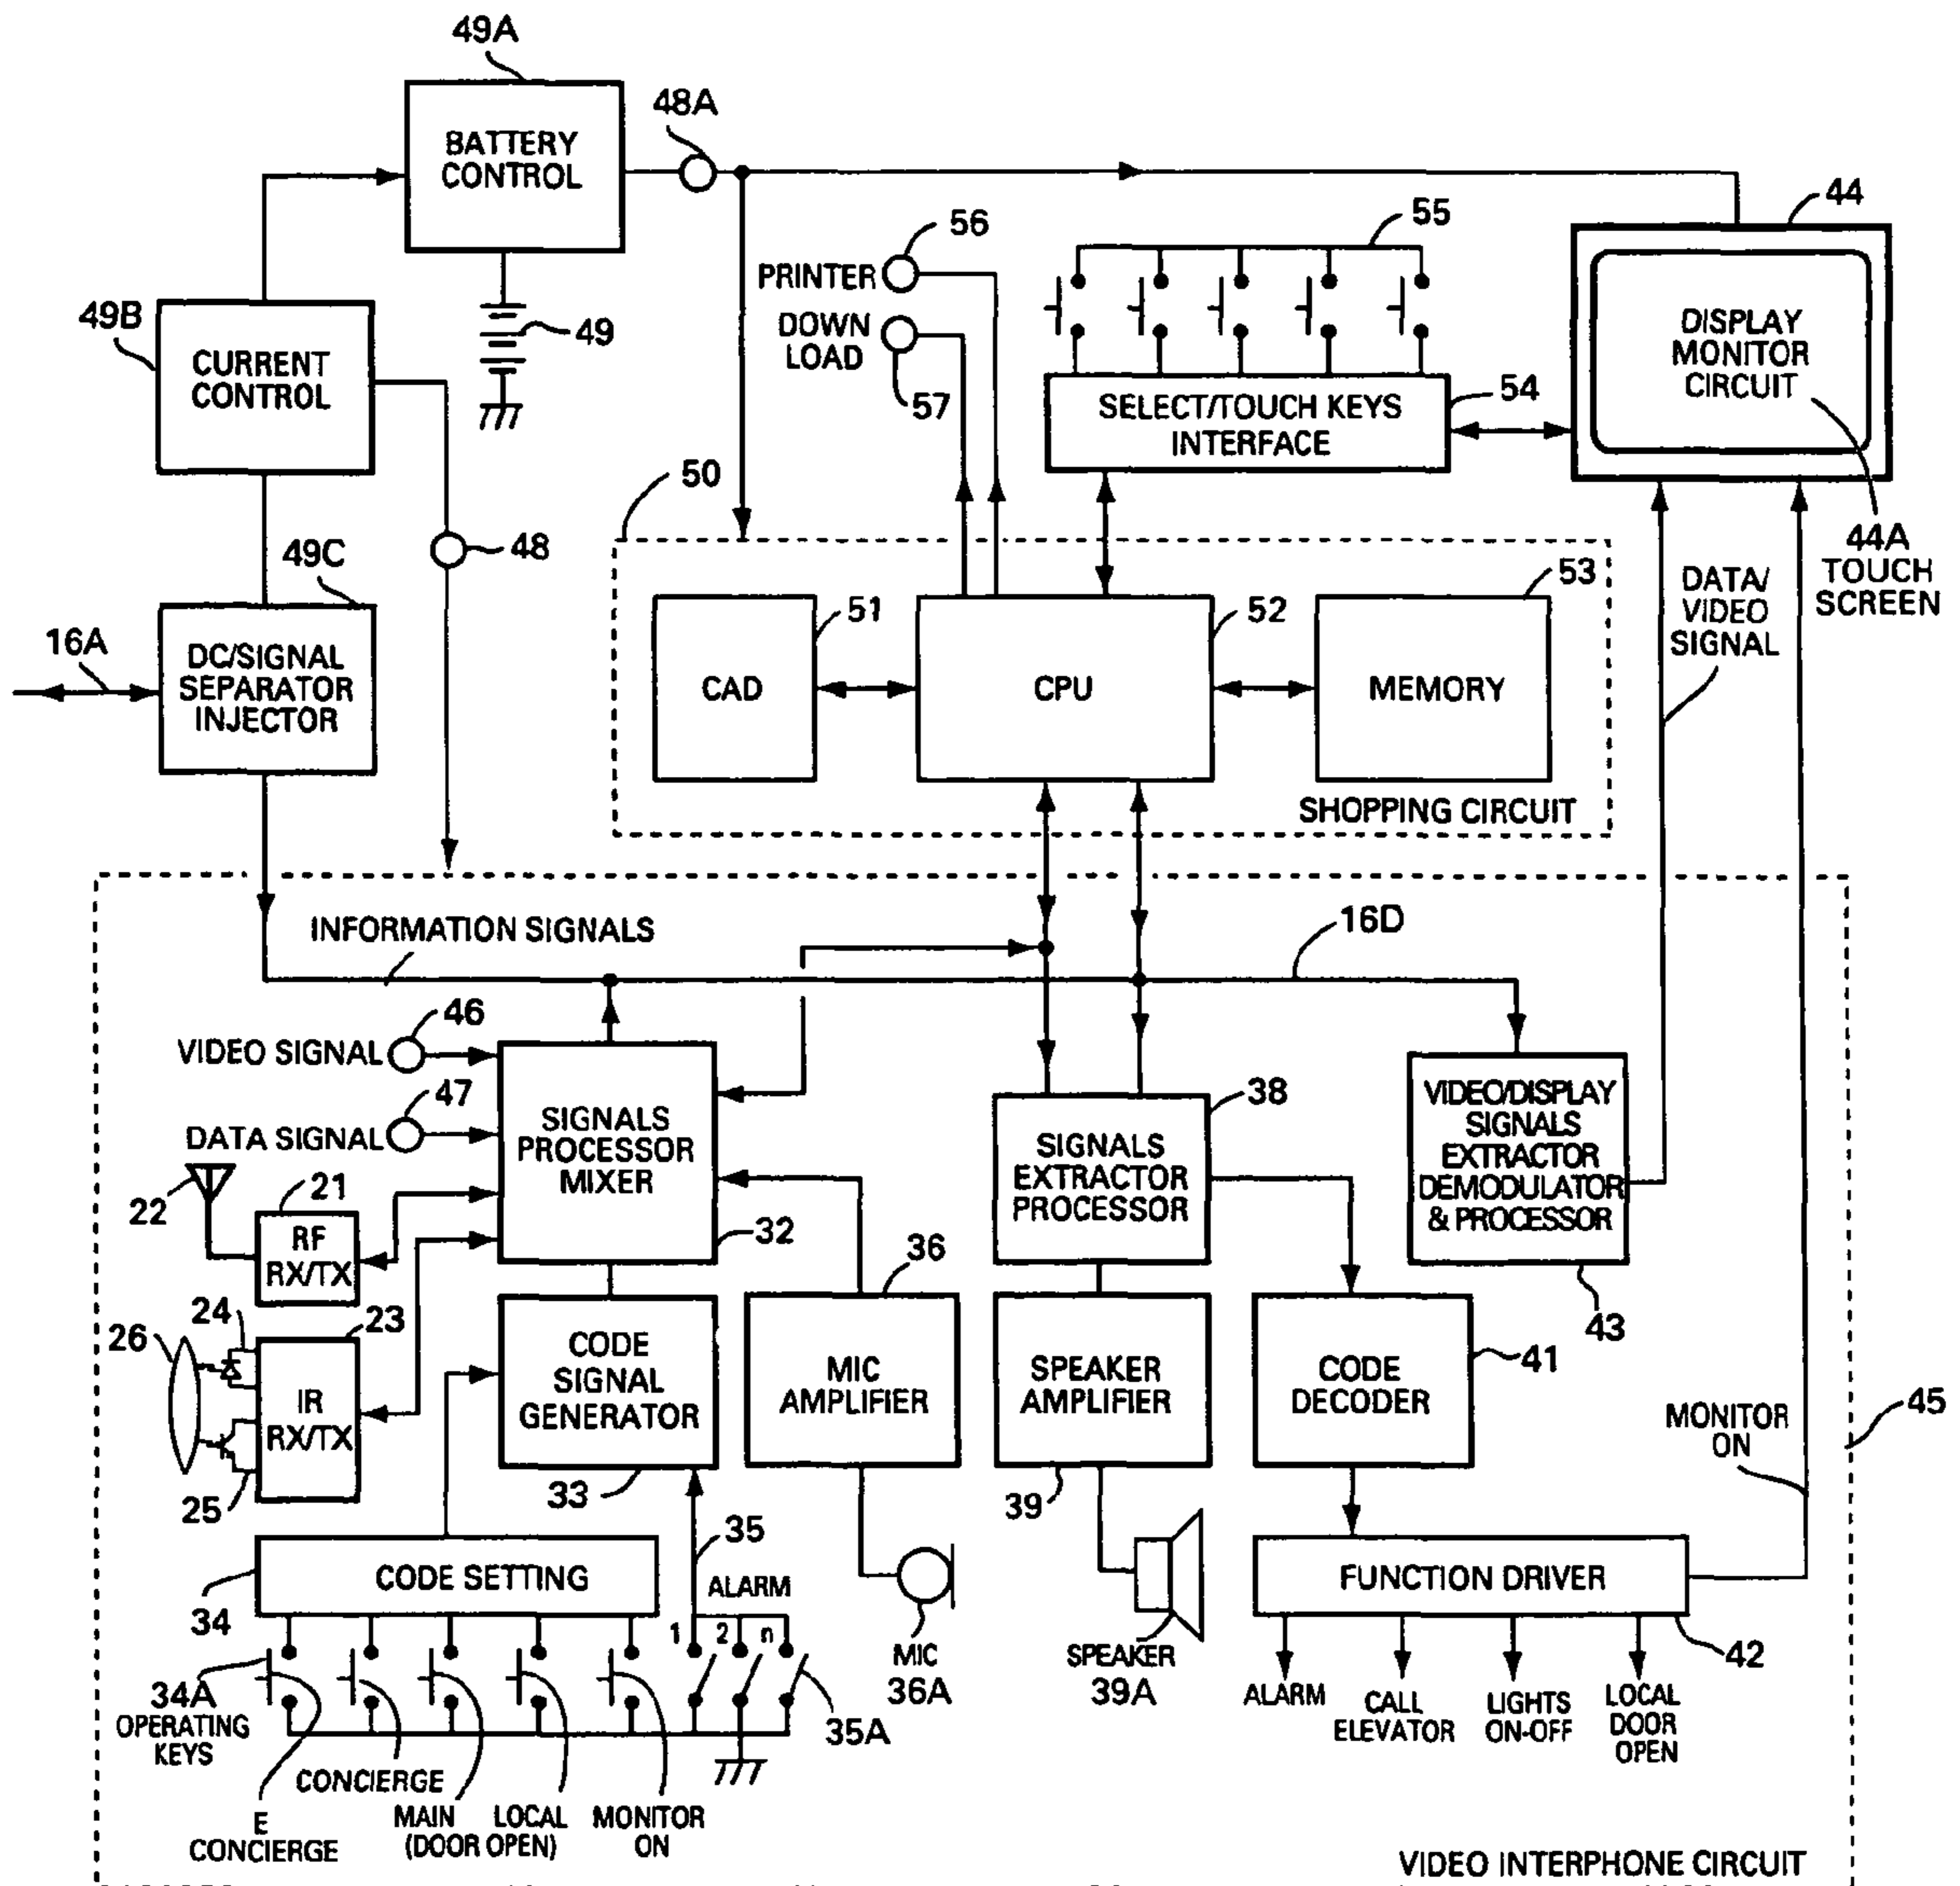 49A
BATTERY
CONTROL
48A
44
56
55
PRINTER
DOWN
LOAD
57
49B
CURRENT
CONTROL
49
DISPLAY
MONITOR
CIRCUIT
SELECT/TOUCH KEYS
INTERFACE
54
50
48
49C
44A
TOUCH
SCREEN
DATA/
VIDEO
SIGNAL
16A
DC/SIGNAL
SEPARATOR
INJECTOR
51
52
53
CAD
CPU
MEMORY
SHOPPING CIRCUIT
INFORMATION SIGNALS
16D
46
VIDEO SIGNAL
47
DATA SIGNAL
SIGNALS
PROCESSOR
MIXER
32
38
SIGNALS
EXTRACTOR
PROCESSOR
VIDEO/DISPLAY
SIGNALS
EXTRACTOR
DEMODULATOR
& PROCESSOR
43
22
21
RF
RX/TX
36
24
23
26
IR
RX/TX
25
CODE
SIGNAL
GENERATOR
33
MIC
AMPLIFIER
SPEAKER
AMPLIFIER
39
CODE
DECODER
41
MONITOR
ON
45
35
CODE SETTING
34
ALARM
1 2 n
FUNCTION DRIVER
42
MIC
36A
SPEAKER
39A
34A
OPERATING
KEYS
35A
ALARM
CALL
ELEVATOR
LIGHTS
ON-OFF
LOCAL
DOOR
OPEN
E
CONCIERGE
CONCIERGE
MAIN LOCAL
(DOOR OPEN)
MONITOR
ON
VIDEO INTERPHONE CIRCUIT